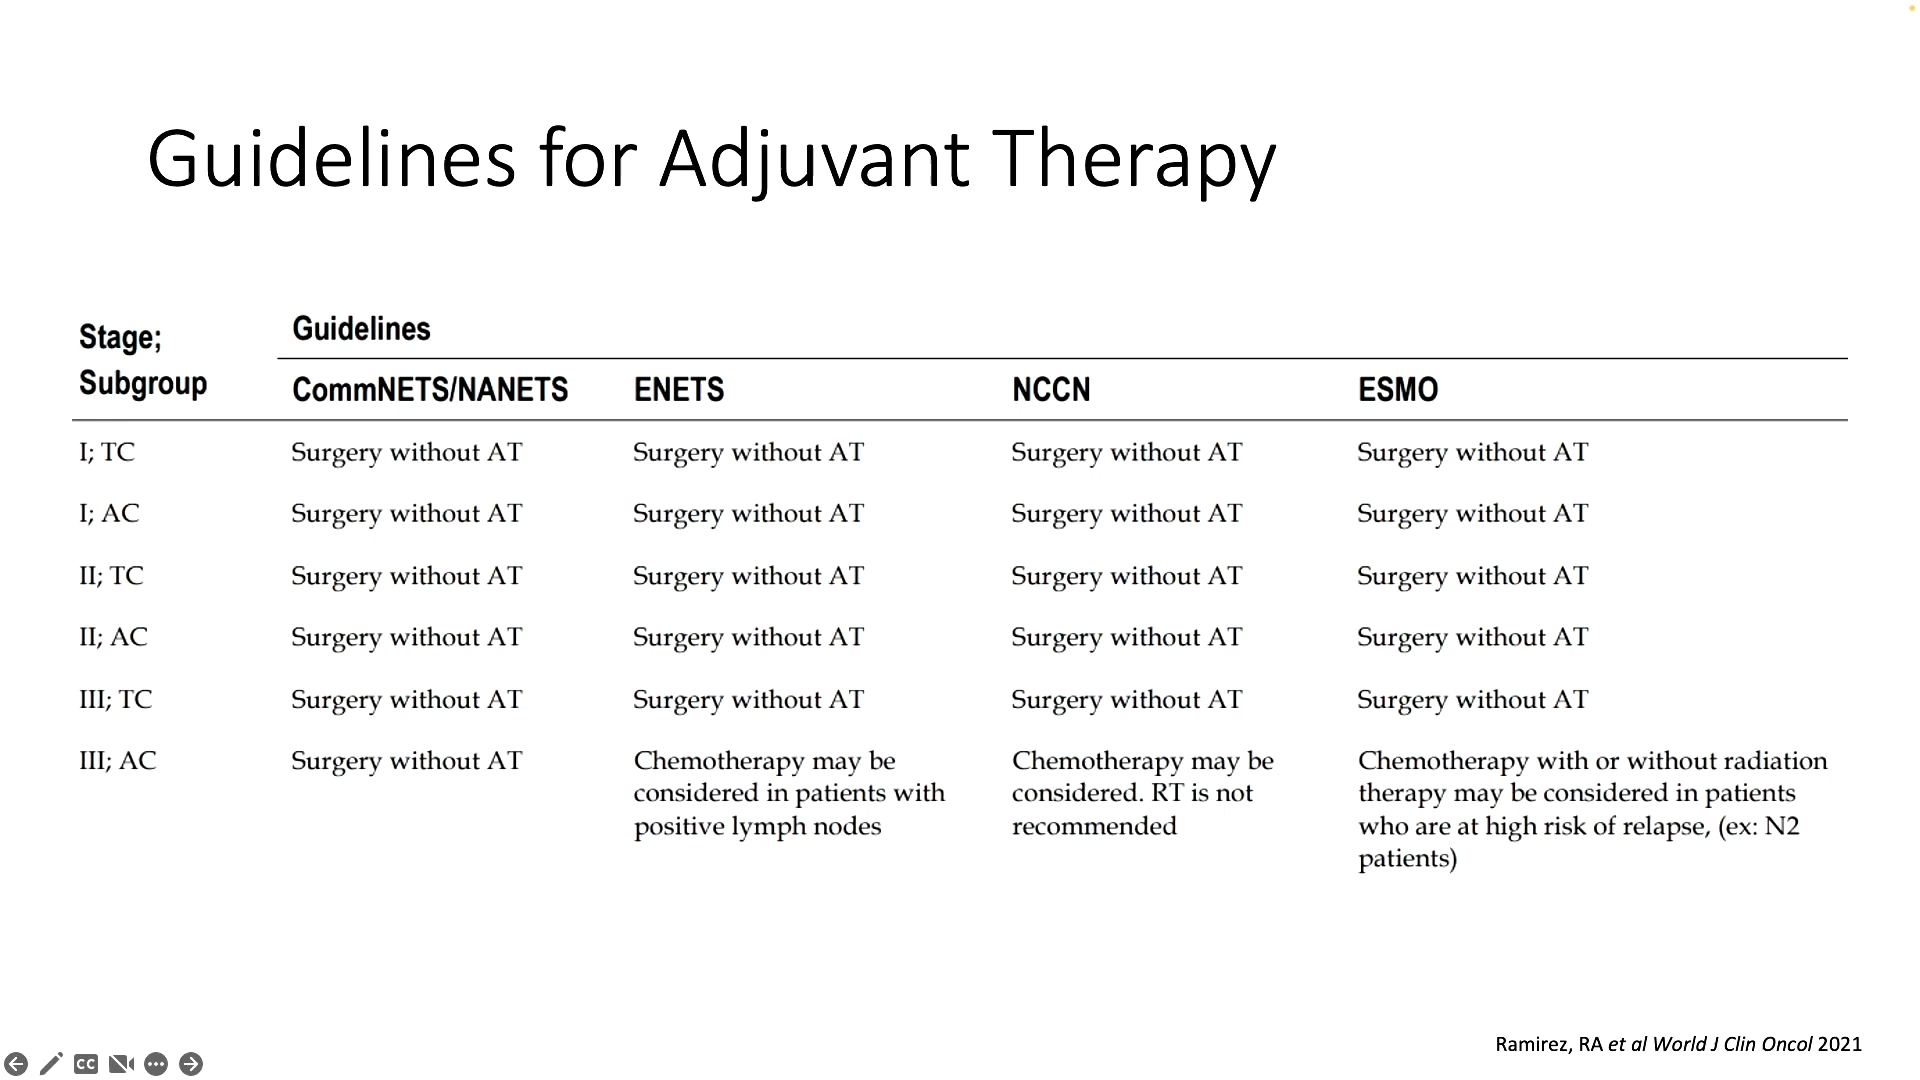 Guidelines for Adjuvant Therapy
Stage;
Subgroup
Guidelines
CommNETS/NANETS ENETS NCCN ESMO
I; TC Surgery without AT Surgery without AT Surgery without AT Surgery without AT
I; AC Surgery without AT Surgery without AT Surgery without AT Surgery without AT
II; TC Surgery without AT Surgery without AT Surgery without AT Surgery without AT
II; AC Surgery without AT Surgery without AT Surgery without AT Surgery without AT
III; TC Surgery without AT Surgery without AT Surgery without AT Surgery without AT
III; AC Surgery without AT
Chemotherapy may be
considered in patients with
positive lymph nodes
Chemotherapy may be
considered. RT is not
recommended
Chemotherapy with or without radiation
therapy may be considered in patients
who are at high risk of relapse, (ex: N2
patients)
Ramirez, RA et al World J Clin Oncol 2021
CC